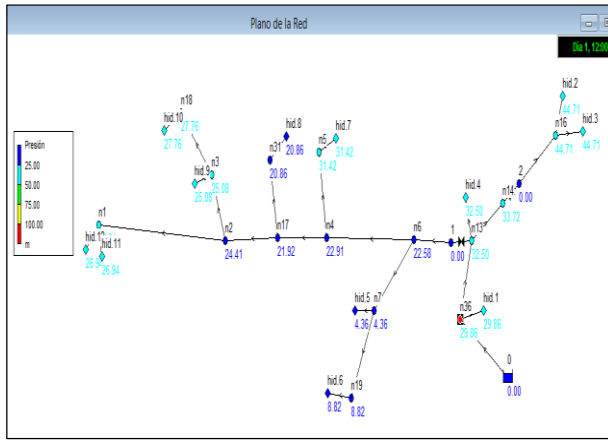 Plano de la Red
Día 1, 12:00
hid.2
44.71
n16
44.71
hid.3
44.71
n18
27.76
hid.10
27.76
hid.8
20.86
n31
20.86
hid.7
31.42
n5
31.42
Presión
25.00
50.00
75.00
100.00
m
n3
25.08
hid.9
2
0.00
n14
33.72
hid.4
32.50
n13
32.50
n1
n2
24.41
n17
21.92
n4
22.91
n6
22.58
1
0.00
hid.11
26.94
hid.5
4.36
n7
4.36
n36
29.86
hid.1
29.86
0
0.00
hid.6
8.82
n19
8.82